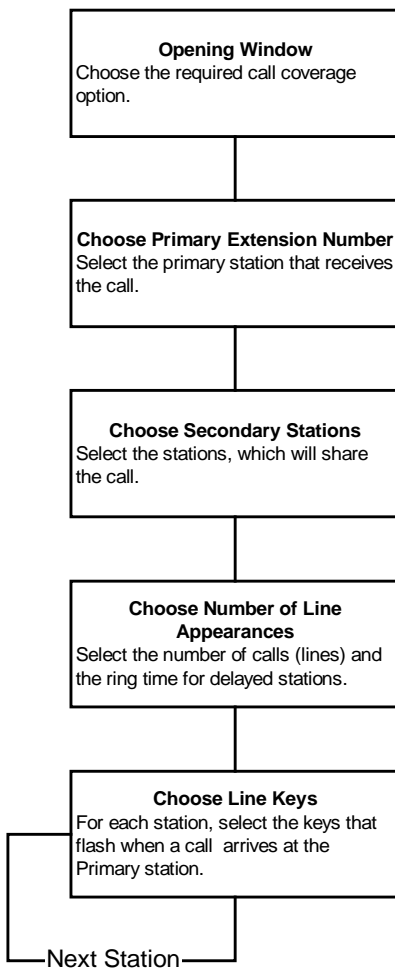 Opening Window
Choose the required call coverage
option.
Choose Primary Extension Number
Select the primary station that receives
the call.
Choose Secondary Stations
Select the stations, which will share
the call.
Choose Number of Line
Appearances
Select the number of calls (lines) and
the ring time for delayed stations.
Choose Line Keys
For each station, select the keys that
flash when a call arrives at the
Primary station.
Next Station